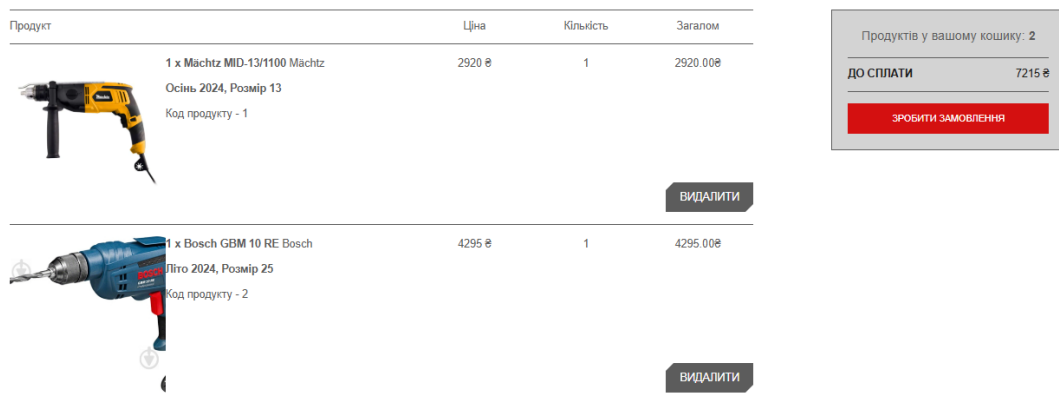 Продукт Ціна Кількість Загалом
1 x Mächtz MID-13/1100 Mächtz 2920 ₴ 1 2920.00₴
Осінь 2024, Розмір 13
Код продукту - 1
ВИДАЛИТИ
1 x Bosch GBM 10 RE Bosch 4295 ₴ 1 4295.00₴
Літо 2024, Розмір 25
Код продукту - 2
ВИДАЛИТИ
Продуктів у вашому кошику: 2
ДО СПЛАТИ 7215 ₴
ЗРОБИТИ ЗАМОВЛЕННЯ
BOSCH